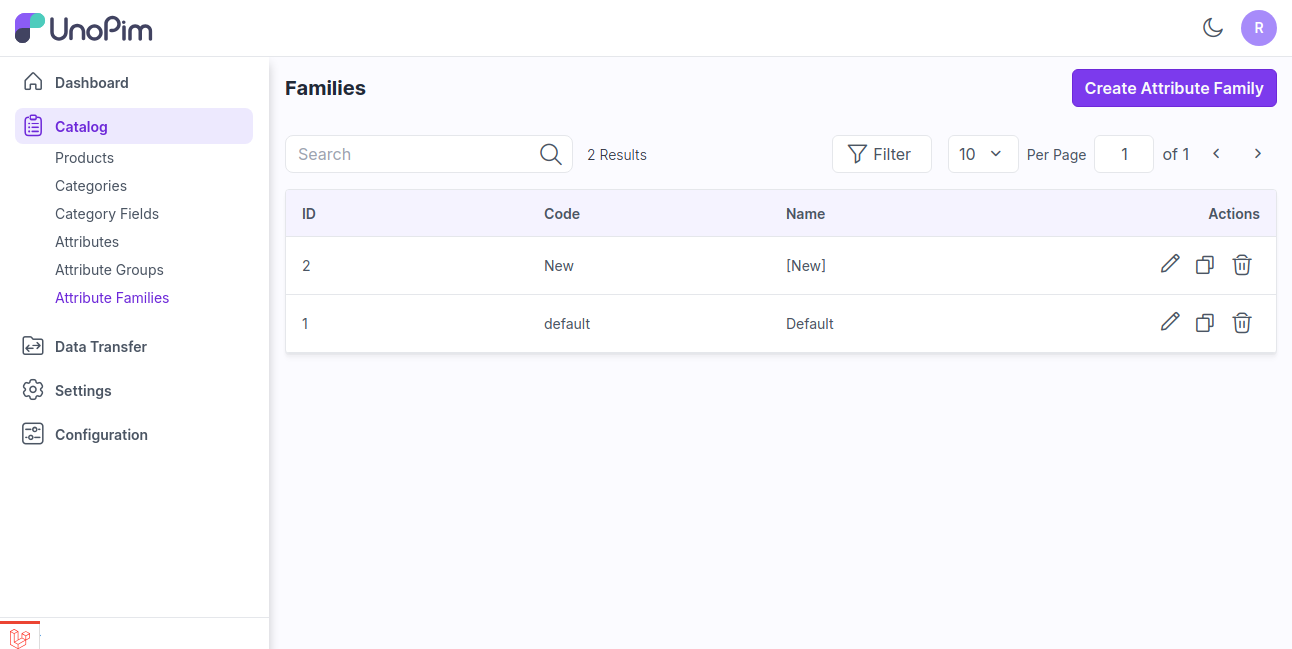 UnoPim
R
Dashboard
Catalog
Products
Categories
Category Fields
Attributes
Attribute Groups
Attribute Families
Data Transfer
Settings
Configuration
Families
Create Attribute Family
Search
2 Results
Filter
10
Per Page
1
of 1
ID Code Name Actions
2 New [New]
1 default Default